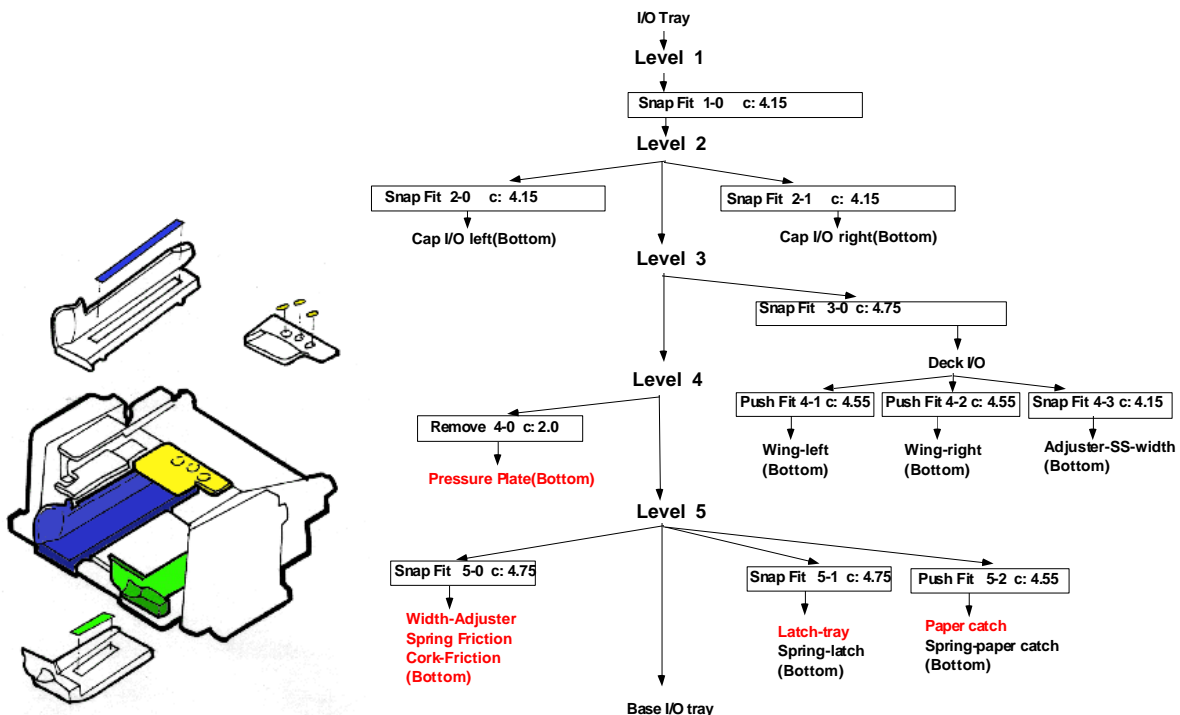 I/O Tray
Level 1
Snap Fit 1-0 c: 4.15
Level 2
Snap Fit 2-0 c: 4.15
Snap Fit 2-1 c: 4.15
Cap I/O left(Bottom)
Cap I/O right(Bottom)
Level 3
Snap Fit 3-0 c: 4.75
Deck I/O
Level 4
Push Fit 4-1 c: 4.55
Push Fit 4-2 c: 4.55
Snap Fit 4-3 c: 4.15
Remove 4-0 c: 2.0
Wing-left
(Bottom)
Wing-right
(Bottom)
Adjuster-SS-width
(Bottom)
Pressure Plate(Bottom)
Level 5
Snap Fit 5-0 c: 4.75
Snap Fit 5-1 c: 4.75
Push Fit 5-2 c: 4.55
Width-Adjuster
Spring Friction
Cork-Friction
(Bottom)
Latch-tray
Spring-latch
(Bottom)
Paper catch
Spring-paper catch
(Bottom)
Base I/O tray